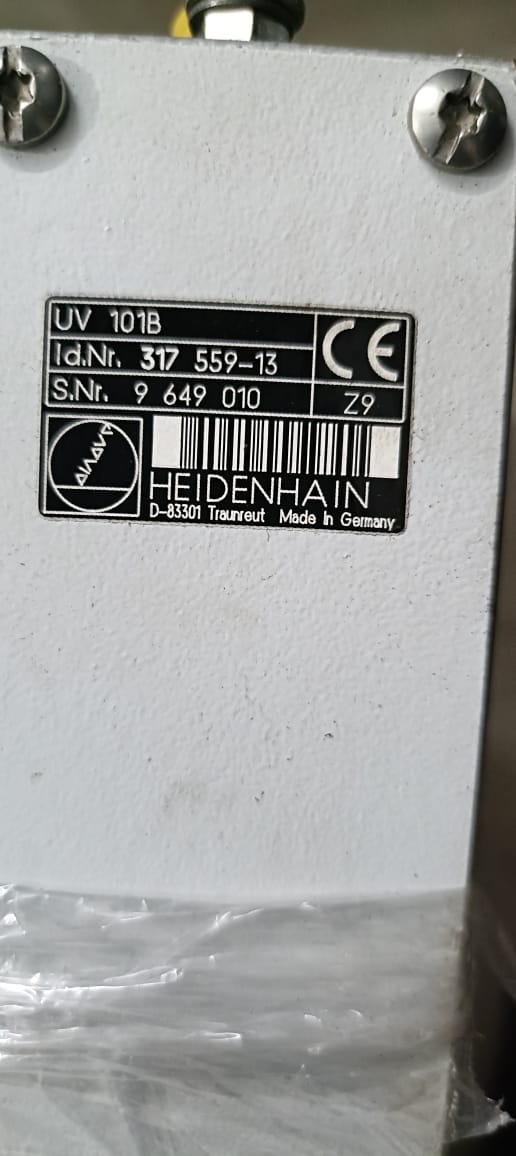 UV 101B
CE
Id.Nr. 317 559-13
S.Nr. 9 649 010
Z9
HEIDENHAIN
D-83301 Traunreut Made in Germany